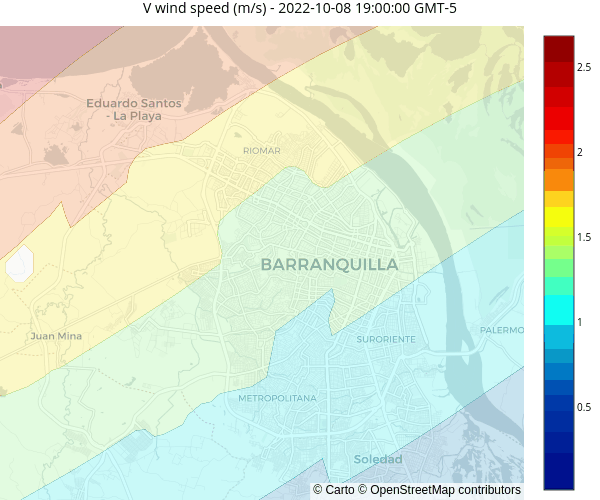 V wind speed (m/s) - 2022-10-08 19:00:00 GMT-5
2.5
Eduardo Santos
- La Playa
RIOMAR
2
1.5
BARRANQUILLA
1
Juan Mina
SURORIENTE
PALERMO
METROPOLITANA
0.5
Soledad
© Carto © OpenStreetMap contributors